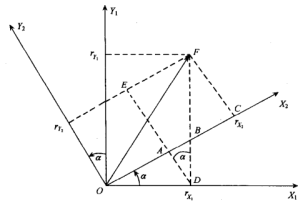 Y₁
Y₂
r_{Y₁}
F
E
r_{Y₂}
C
X₂
r_{X₂}
B
A
α
α
α
D
O
r_{X₁}
X₁